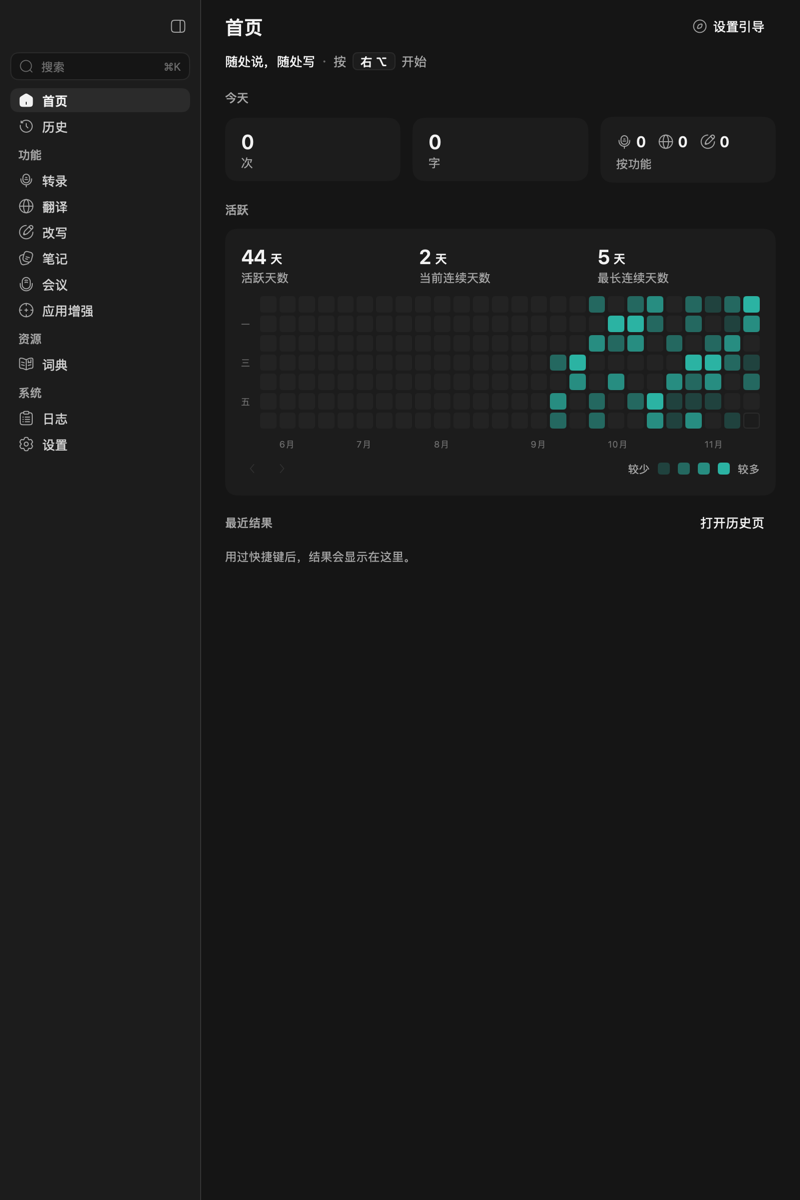 搜索 ⌘K
首页
历史
功能
转录
翻译
改写
笔记
会议
应用增强
资源
词典
系统
日志
设置
首页 设置引导
随处说，随处写 · 按 右 ⌥ 开始
今天
0 0 0 0 0
次 字 按功能
活跃
44 天 2 天 5 天
活跃天数 当前连续天数 最长连续天数
一
三
五
6月 7月 8月 9月 10月 11月
较少 较多
最近结果 打开历史页
用过快捷键后，结果会显示在这里。